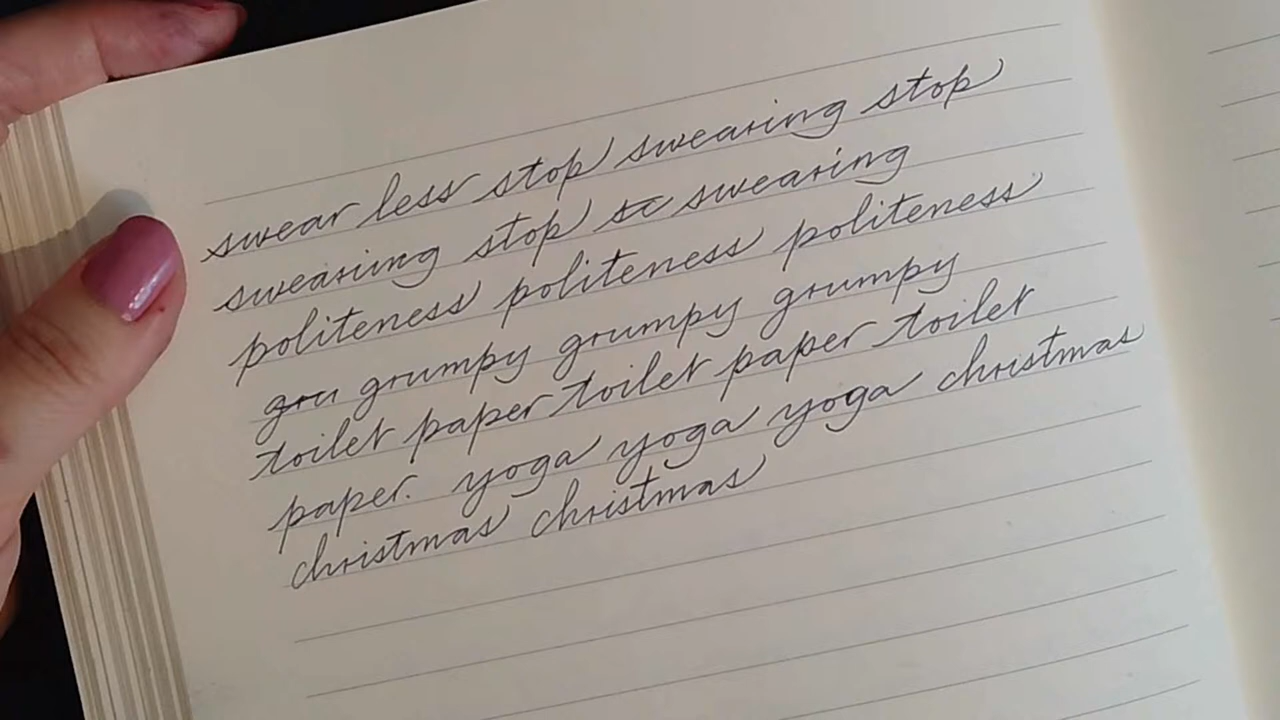 swear less stop swearing stop
swearing stop sc swearing
politeness politeness politeness
gru grumpy grumpy grumpy
toilet paper toilet paper toilet
paper. yoga yoga yoga christmas
christmas christmas